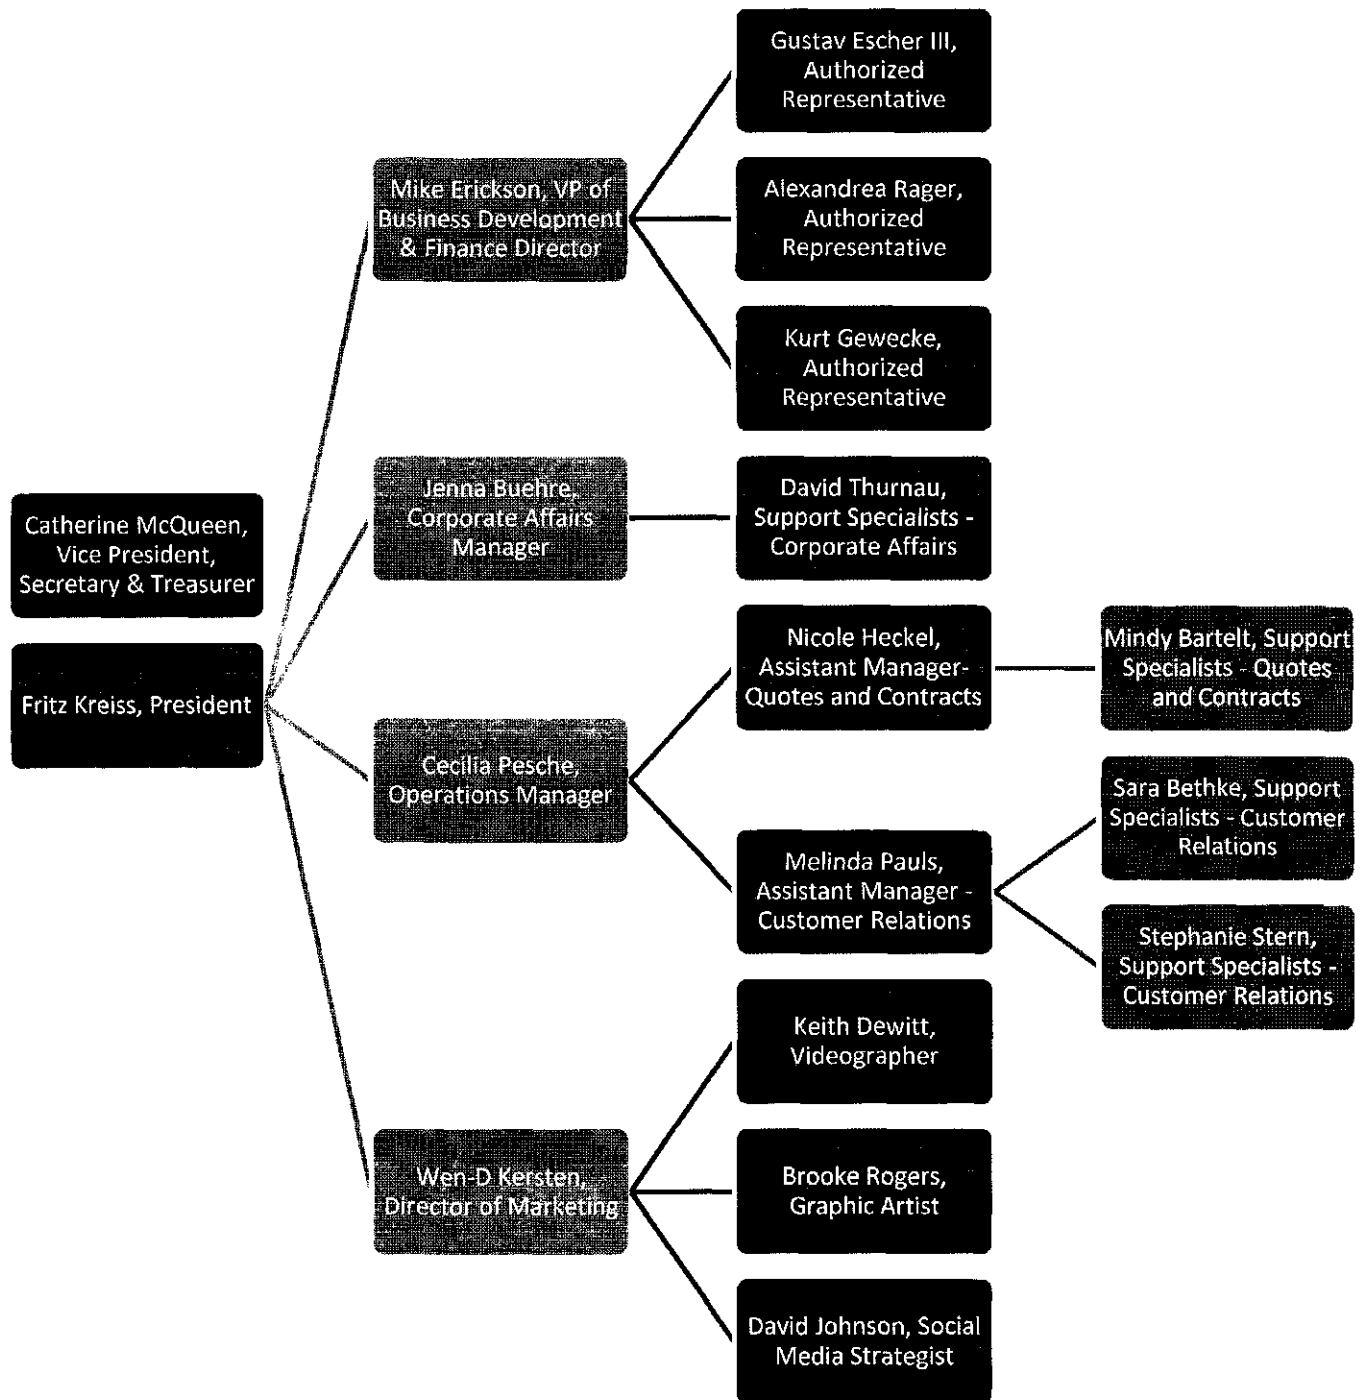 Gustav Escher III,
Authorized
Representative
Mike Erickson, VP of
Business Development
& Finance Director
Alexandrea Rager,
Authorized
Representative
Kurt Gewecke,
Authorized
Representative
Catherine McQueen,
Vice President,
Secretary & Treasurer
Fritz Kreiss, President
Jenna Buehre,
Corporate Affairs
Manager
David Thurnau,
Support Specialists -
Corporate Affairs
Cecilia Pesche,
Operations Manager
Nicole Heckel,
Assistant Manager-
Quotes and Contracts
Mindy Bartelt, Support
Specialists - Quotes
and Contracts
Melinda Pauls,
Assistant Manager -
Customer Relations
Sara Bethke, Support
Specialists - Customer
Relations
Stephanie Stern,
Support Specialists -
Customer Relations
Wen-D Kersten,
Director of Marketing
Keith Dewitt,
Videographer
Brooke Rogers,
Graphic Artist
David Johnson, Social
Media Strategist